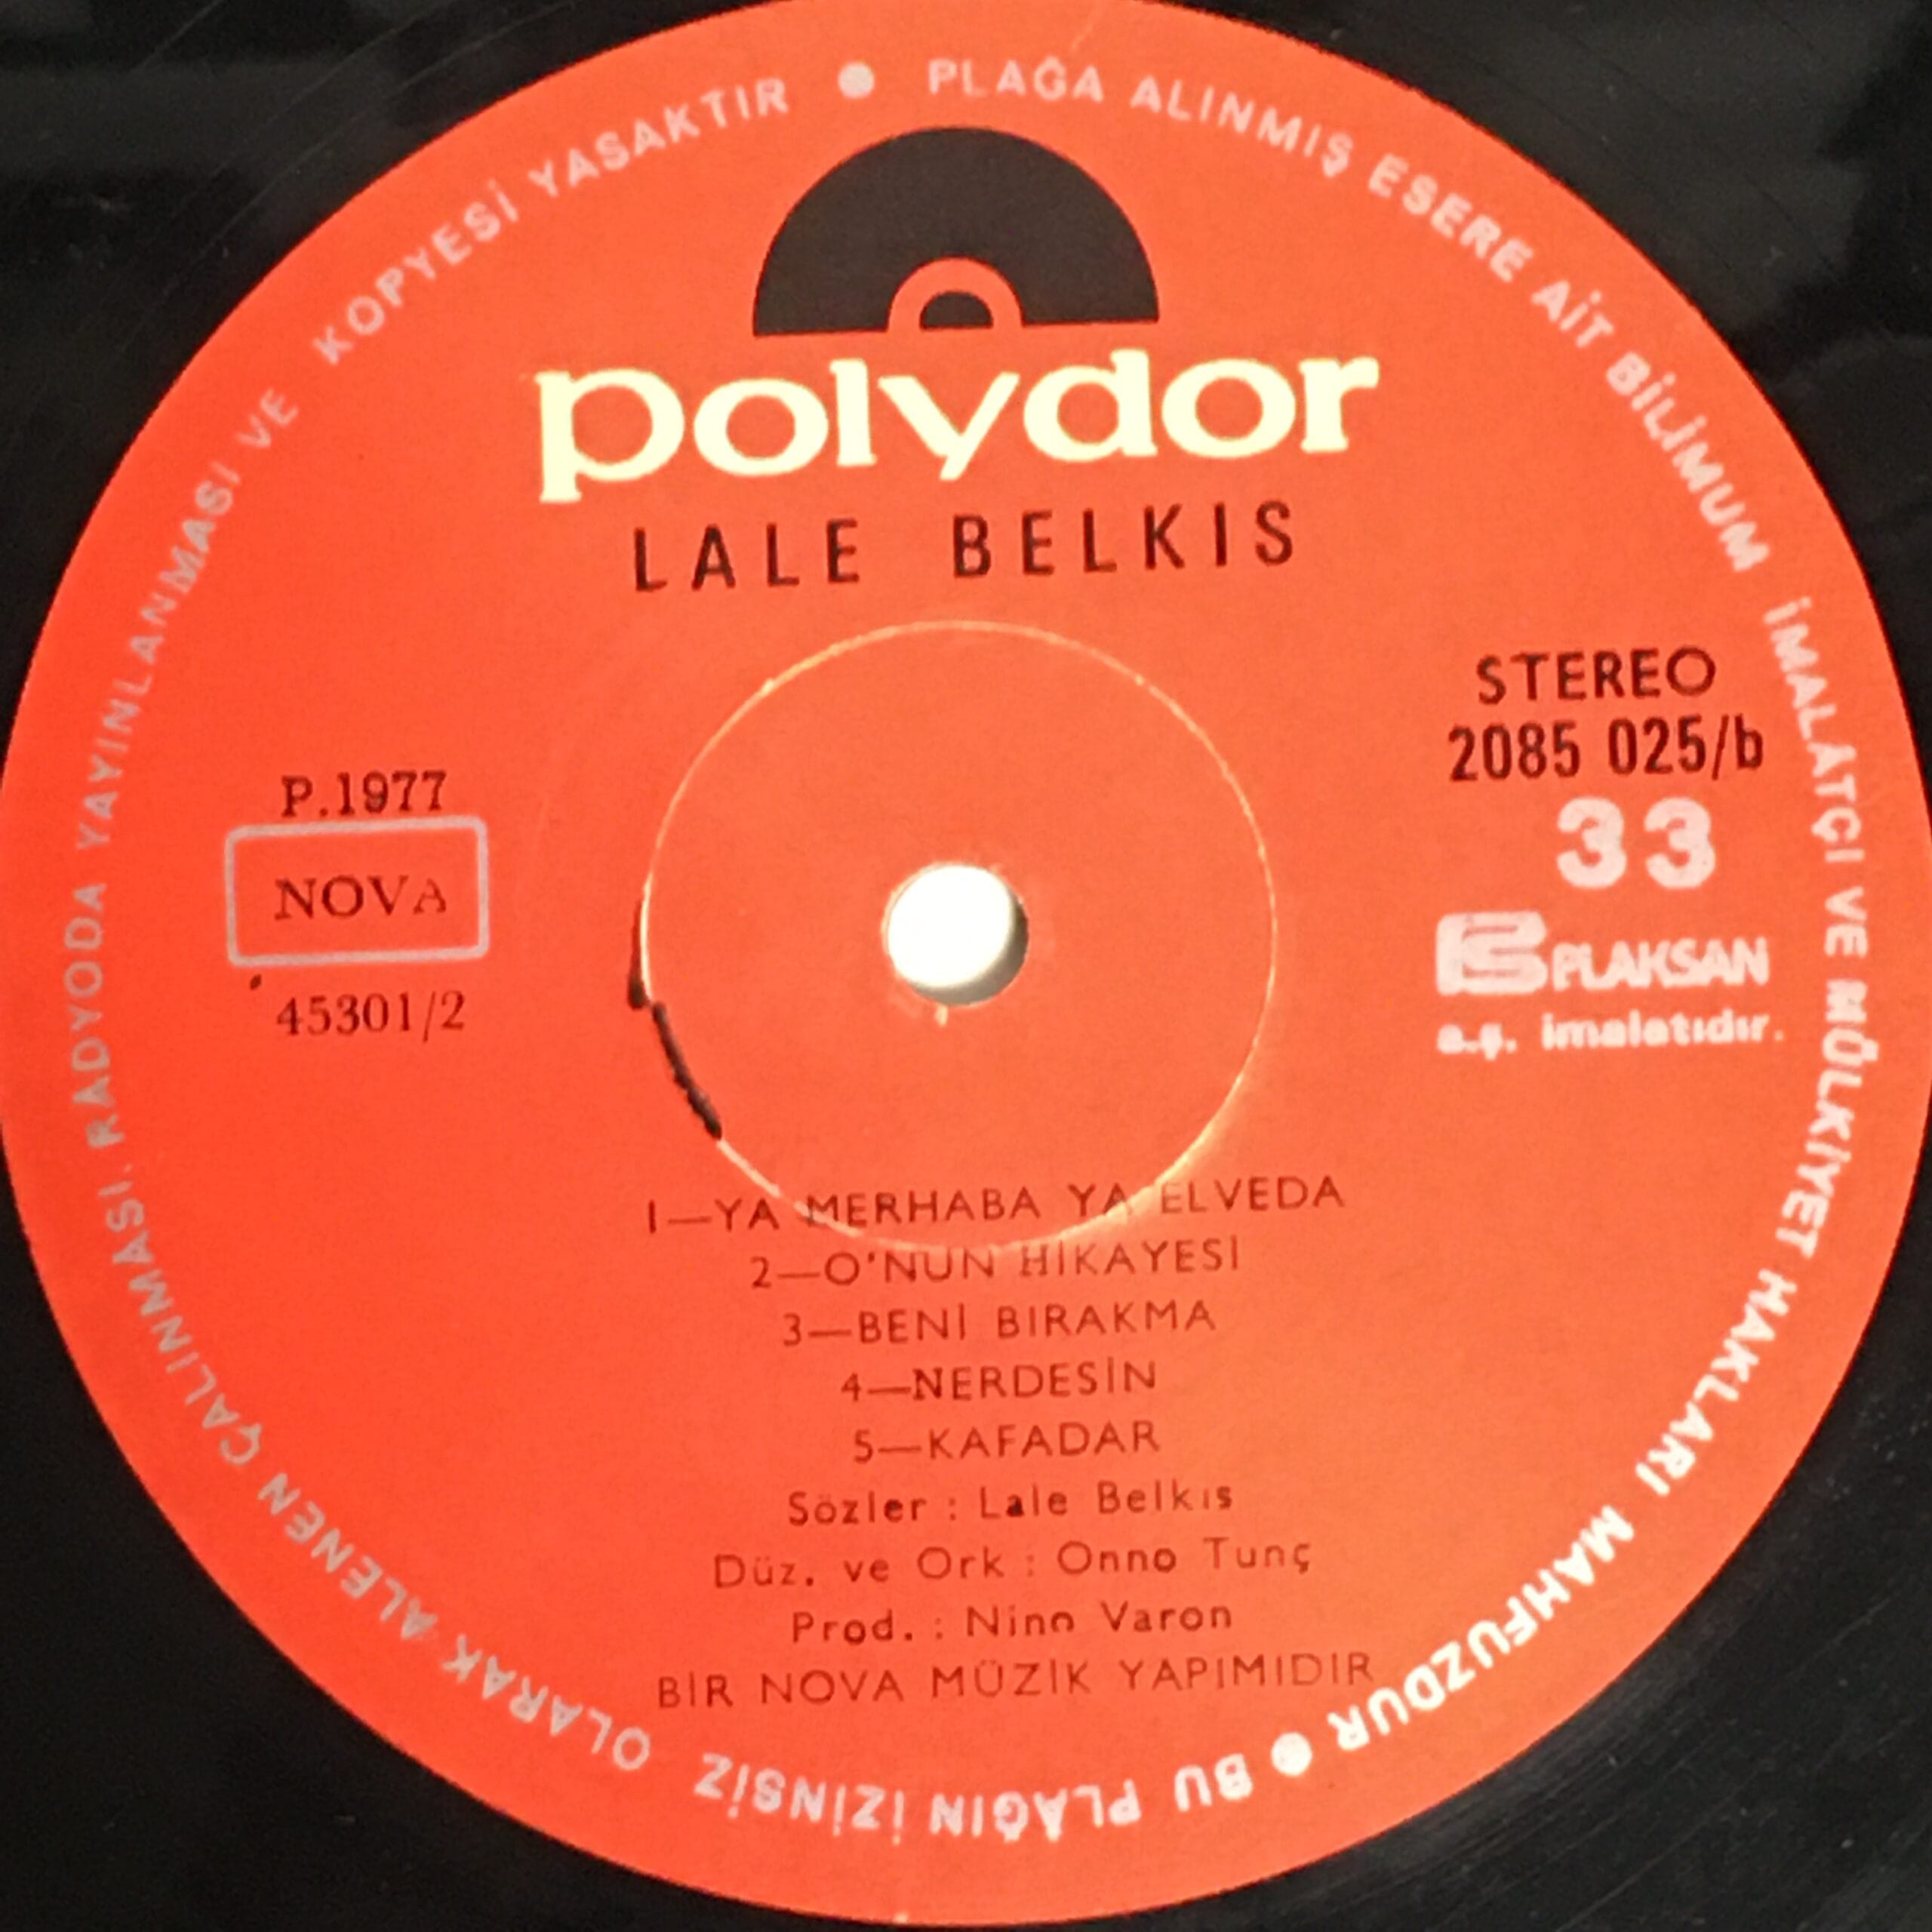 PLAĞA ALINMIŞ ESERE AİT BİLİMUM İMALÂTÇI VE MÜLKİYET HAKLARI MAHFUZDUR ● BU PLÂĞIN İZİNSİZ OLARAK ALENEN ÇALINMASI, RADYODA YAYINLANMASI VE KOPYESİ YASAKTIR ●
polydor
LALE BELKIS
STEREO
2085 025/b
33
PLAKSAN
a.ş. imalatıdır.
P.1977
NOVA
45301/2
1—YA MERHABA YA ELVEDA
2—O'NUN HİKAYESİ
3—BENİ BIRAKMA
4—NERDESİN
5—KAFADAR
Sözler : Lale Belkıs
Düz. ve Ork : Onno Tunç
Prod. : Nino Varon
BİR NOVA MÜZİK YAPIMIDIR